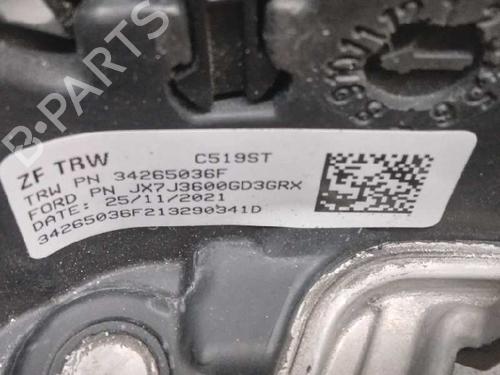 B-PARTS
ZF TRW C519ST
TRW PN 34265036F
FORD PN JX7J3600GD3GRX
DATE: 25/11/2021
34265036F213290341D